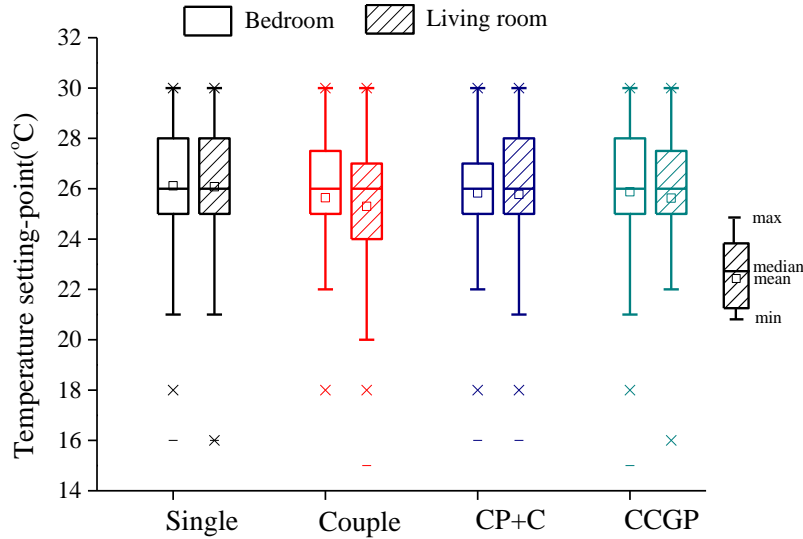 Bedroom
Living room
Temperature setting-point(°C)
32
30
28
26
24
22
20
18
16
14
Single
Couple
CP+C
CCGP
max
median
mean
min